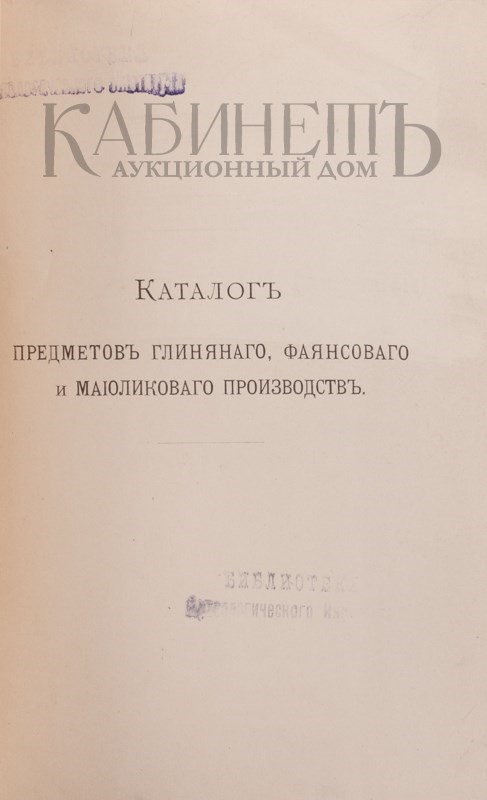 КАБИНЕТЪ
АУКЦИОННЫЙ ДОМ
КАТАЛОГЪ
ПРЕДМЕТОВЪ ГЛИНЯНАГО, ФАЯНСОВАГО
и МАІОЛИКОВАГО ПРОИЗВОДСТВЪ.